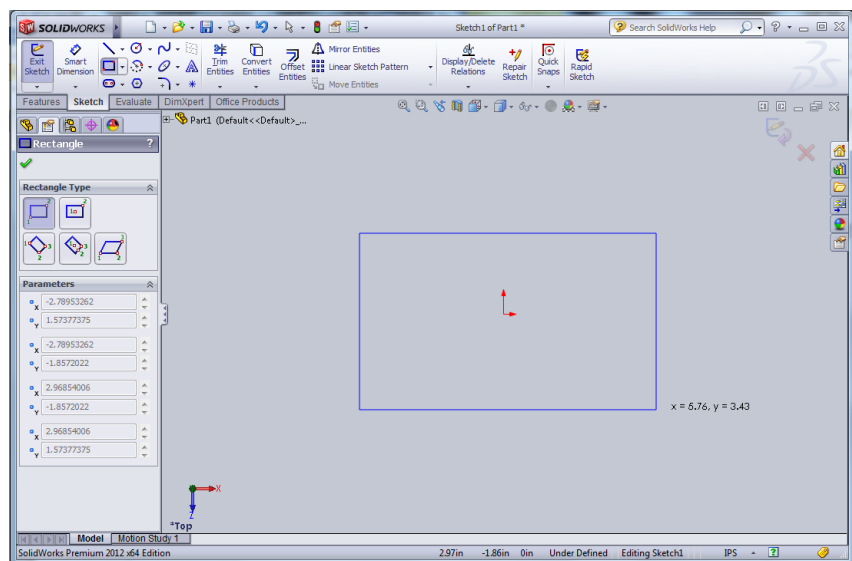 SOLIDWORKS
Sketch1 of Part1 *
Search SolidWorks Help
?
Exit Sketch
Smart Dimension
Trim Entities
Convert Entities
Offset Entities
Mirror Entities
Linear Sketch Pattern
Move Entities
Display/Delete Relations
Repair Sketch
Quick Snaps
Rapid Sketch
Features
Sketch
Evaluate
DimXpert
Office Products
Part1 (Default<<Default>_...
Rectangle
?
Rectangle Type
Parameters
x -2.78953262
y 1.57377375
x -2.78953262
y -1.8572022
x 2.96854006
y -1.8572022
x 2.96854006
y 1.57377375
x = 5.76, y = 3.43
X
Z
*Top
Model
Motion Study 1
SolidWorks Premium 2012 x64 Edition
2.97in -1.86in 0in Under Defined Editing Sketch1 IPS ?